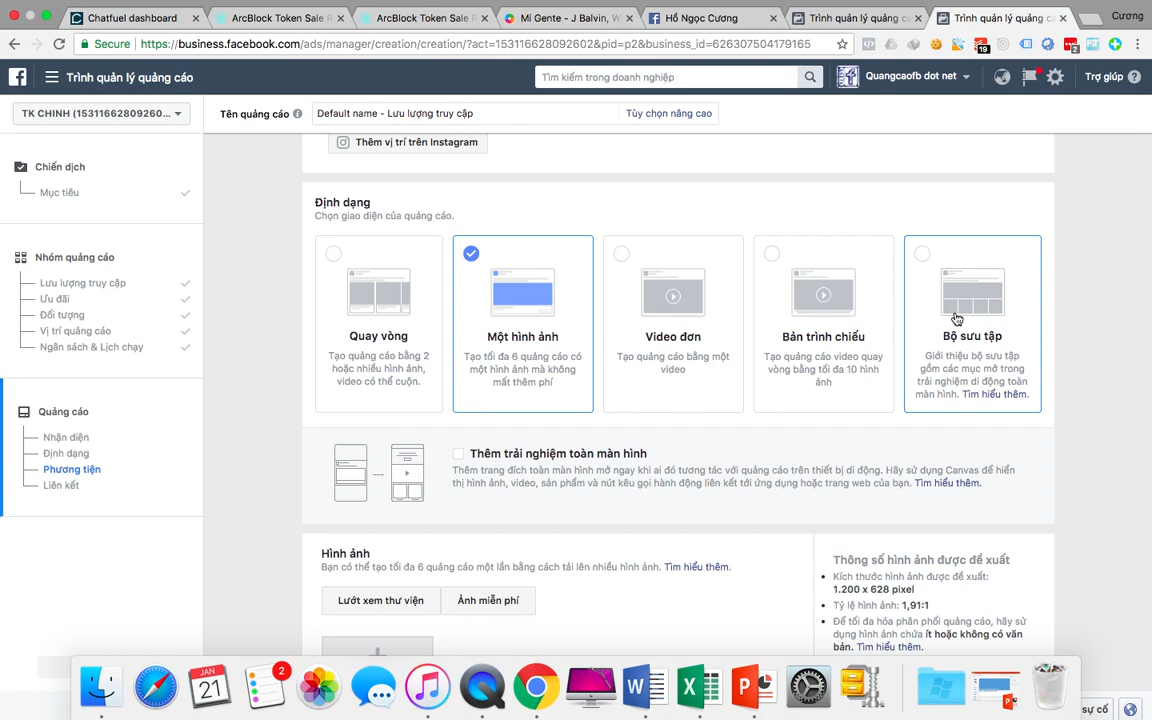 Chatfuel dashboard
ArcBlock Token Sale R
ArcBlock Token Sale R
Mi Gente - J Balvin, W
Hồ Ngọc Cương
Trình quản lý quảng c
Trình quản lý quảng c
Cương
Secure
https://business.facebook.com/ads/manager/creation/creation/?act=153116628092602&pid=p2&business_id=626307504179165
19
2
Trình quản lý quảng cáo
Tìm kiếm trong doanh nghiệp
Quangcaofb dot net
Trợ giúp
TK CHINH (15311662809260...
Tên quảng cáo
Default name - Lưu lượng truy cập
Tùy chọn nâng cao
Chiến dịch
Mục tiêu
Nhóm quảng cáo
Lưu lượng truy cập
Ưu đãi
Đối tượng
Vị trí quảng cáo
Ngân sách & Lịch chạy
Quảng cáo
Nhận diện
Định dạng
Phương tiện
Liên kết
Thêm vị trí trên Instagram
Định dạng
Chọn giao diện của quảng cáo.
Quay vòng
Tạo quảng cáo bằng 2
hoặc nhiều hình ảnh,
video có thể cuộn.
Một hình ảnh
Tạo tối đa 6 quảng cáo có
một hình ảnh mà không
mất thêm phí
Video đơn
Tạo quảng cáo bằng một
video
Bản trình chiếu
Tạo quảng cáo video quay
vòng bằng tối đa 10 hình
ảnh
Bộ sưu tập
Giới thiệu bộ sưu tập
gồm các mục mở trong
trải nghiệm di động toàn
màn hình. Tìm hiểu thêm.
Thêm trải nghiệm toàn màn hình
Thêm trang đích toàn màn hình mở ngay khi ai đó tương tác với quảng cáo trên thiết bị di động. Hãy sử dụng Canvas để hiển
thị hình ảnh, video, sản phẩm và nút kêu gọi hành động liên kết tới ứng dụng hoặc trang web của bạn. Tìm hiểu thêm.
Hình ảnh
Bạn có thể tạo tối đa 6 quảng cáo một lần bằng cách tải lên nhiều hình ảnh. Tìm hiểu thêm.
Lướt xem thư viện
Ảnh miễn phí
Thông số hình ảnh được đề xuất
Kích thước hình ảnh được đề xuất:
1.200 x 628 pixel
Tỷ lệ hình ảnh: 1,91:1
Để tối đa hóa phân phối quảng cáo, hãy sử
dụng hình ảnh chứa ít hoặc không có văn
bản. Tìm hiểu thêm.
JAN
21
2
W
X
P
sự cố